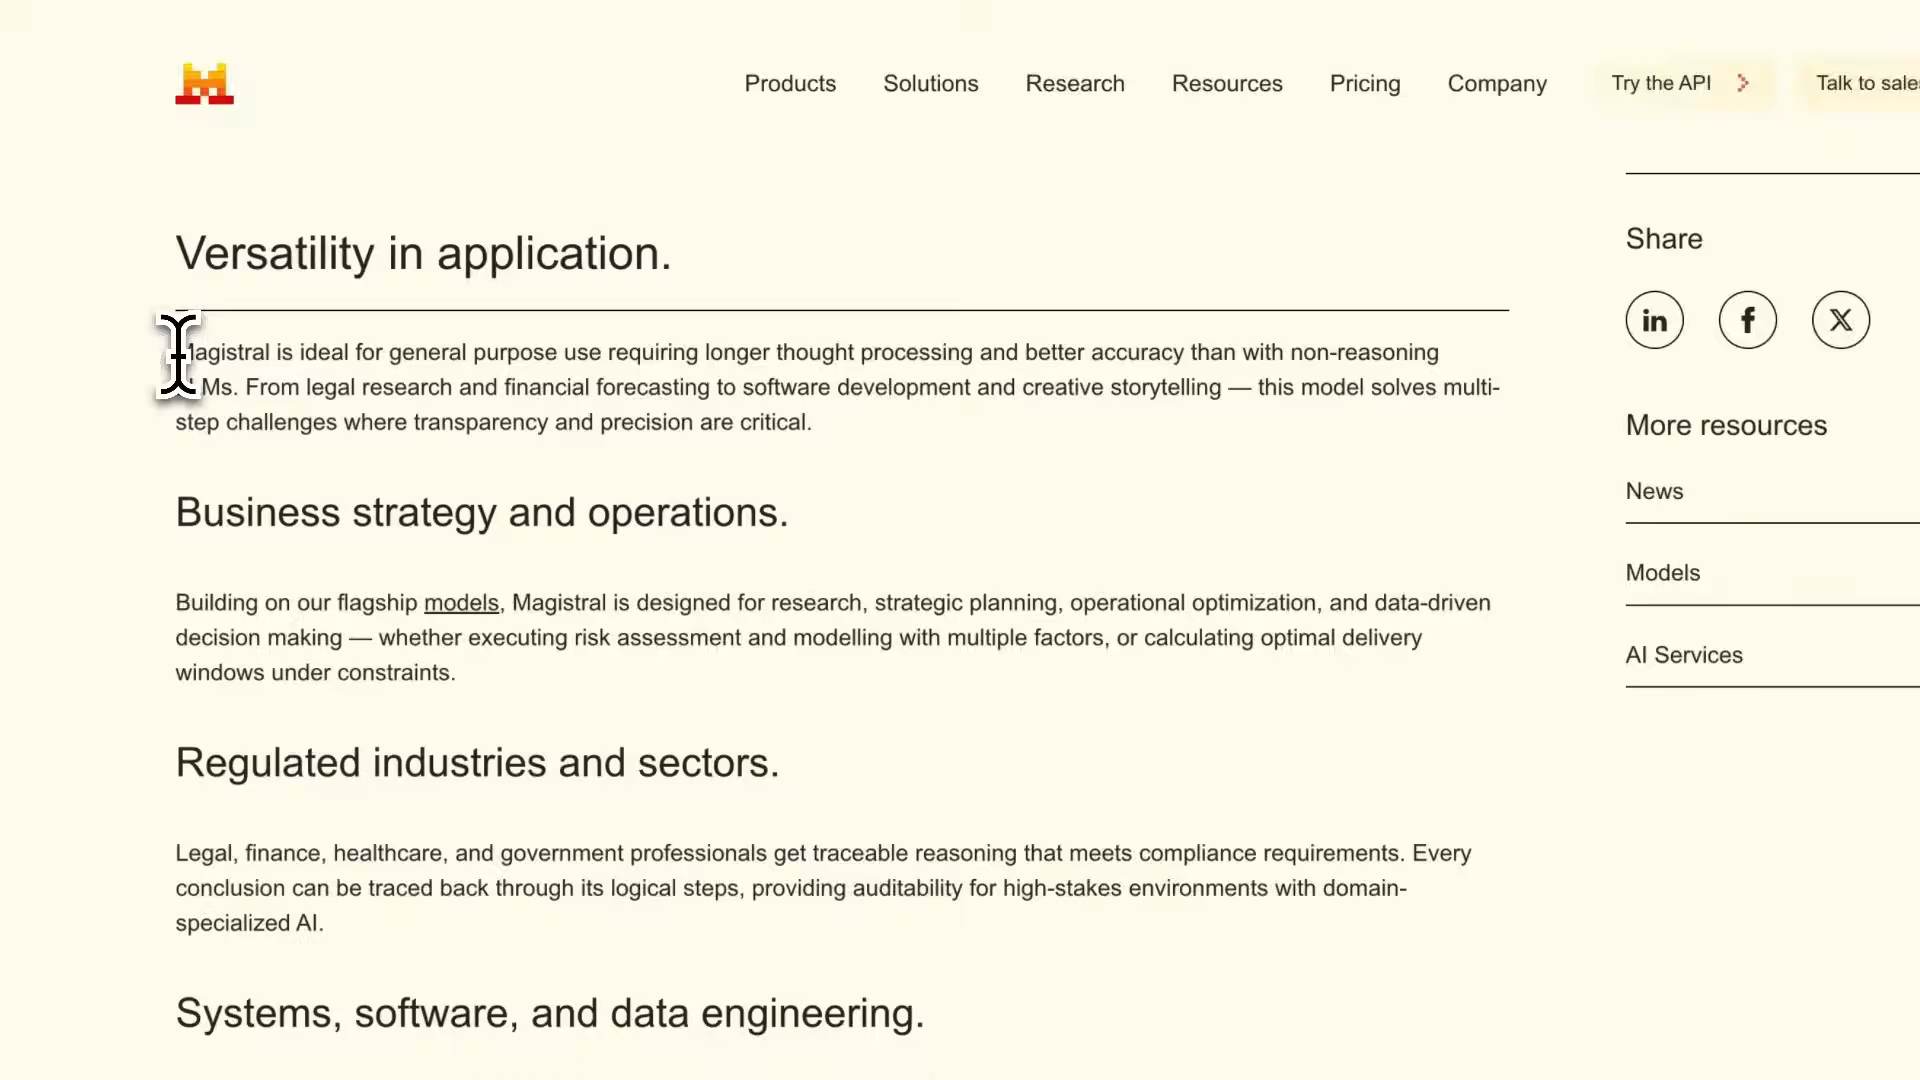 Products Solutions Research Resources Pricing Company Try the API Talk to sales
Versatility in application.
Magistral is ideal for general purpose use requiring longer thought processing and better accuracy than with non-reasoning
LLMs. From legal research and financial forecasting to software development and creative storytelling — this model solves multi-
step challenges where transparency and precision are critical.
Business strategy and operations.
Building on our flagship models, Magistral is designed for research, strategic planning, operational optimization, and data-driven
decision making — whether executing risk assessment and modelling with multiple factors, or calculating optimal delivery
windows under constraints.
Regulated industries and sectors.
Legal, finance, healthcare, and government professionals get traceable reasoning that meets compliance requirements. Every
conclusion can be traced back through its logical steps, providing auditability for high-stakes environments with domain-
specialized AI.
Systems, software, and data engineering.
Share
More resources
News
Models
AI Services